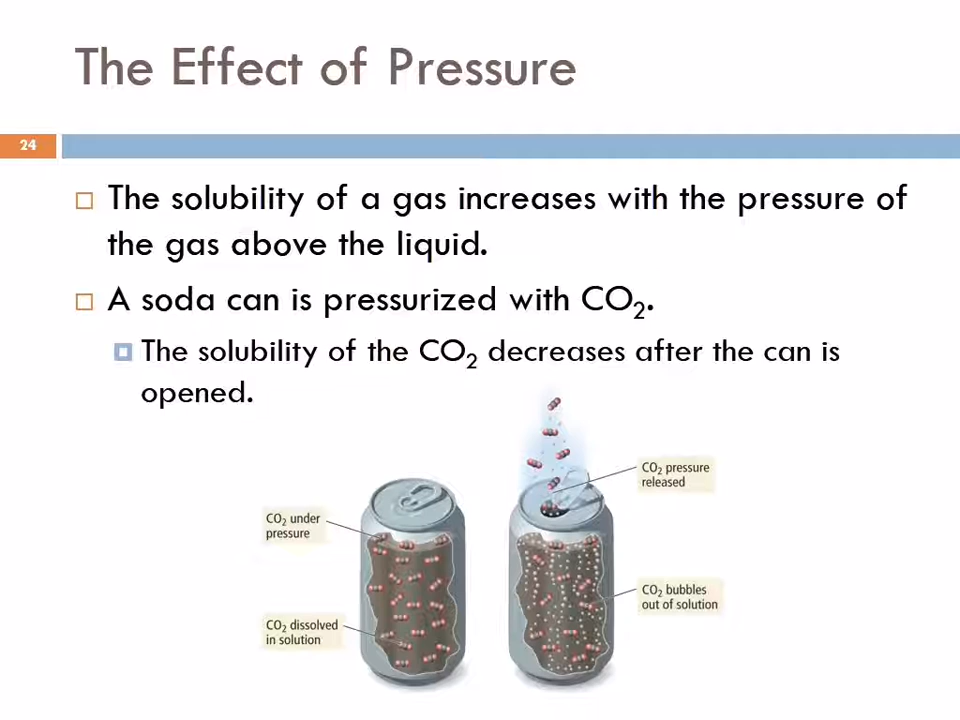 The Effect of Pressure
24
The solubility of a gas increases with the pressure of
the gas above the liquid.
A soda can is pressurized with CO₂.
The solubility of the CO₂ decreases after the can is
opened.
CO₂ pressure
released
CO₂ under
pressure
CO₂ bubbles
out of solution
CO₂ dissolved
in solution